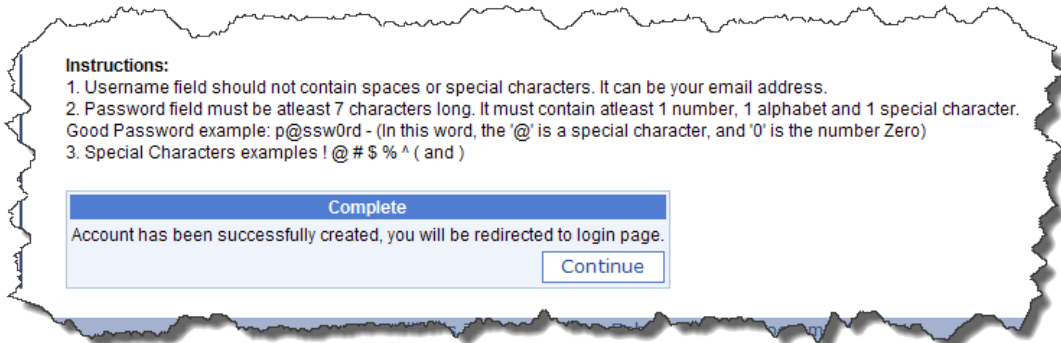 Instructions:
1. Username field should not contain spaces or special characters. It can be your email address.
2. Password field must be atleast 7 characters long. It must contain atleast 1 number, 1 alphabet and 1 special character.
Good Password example: p@ssw0rd - (In this word, the '@' is a special character, and '0' is the number Zero)
3. Special Characters examples ! @ # $ % ^ ( and )
Complete
Account has been successfully created, you will be redirected to login page.
Continue